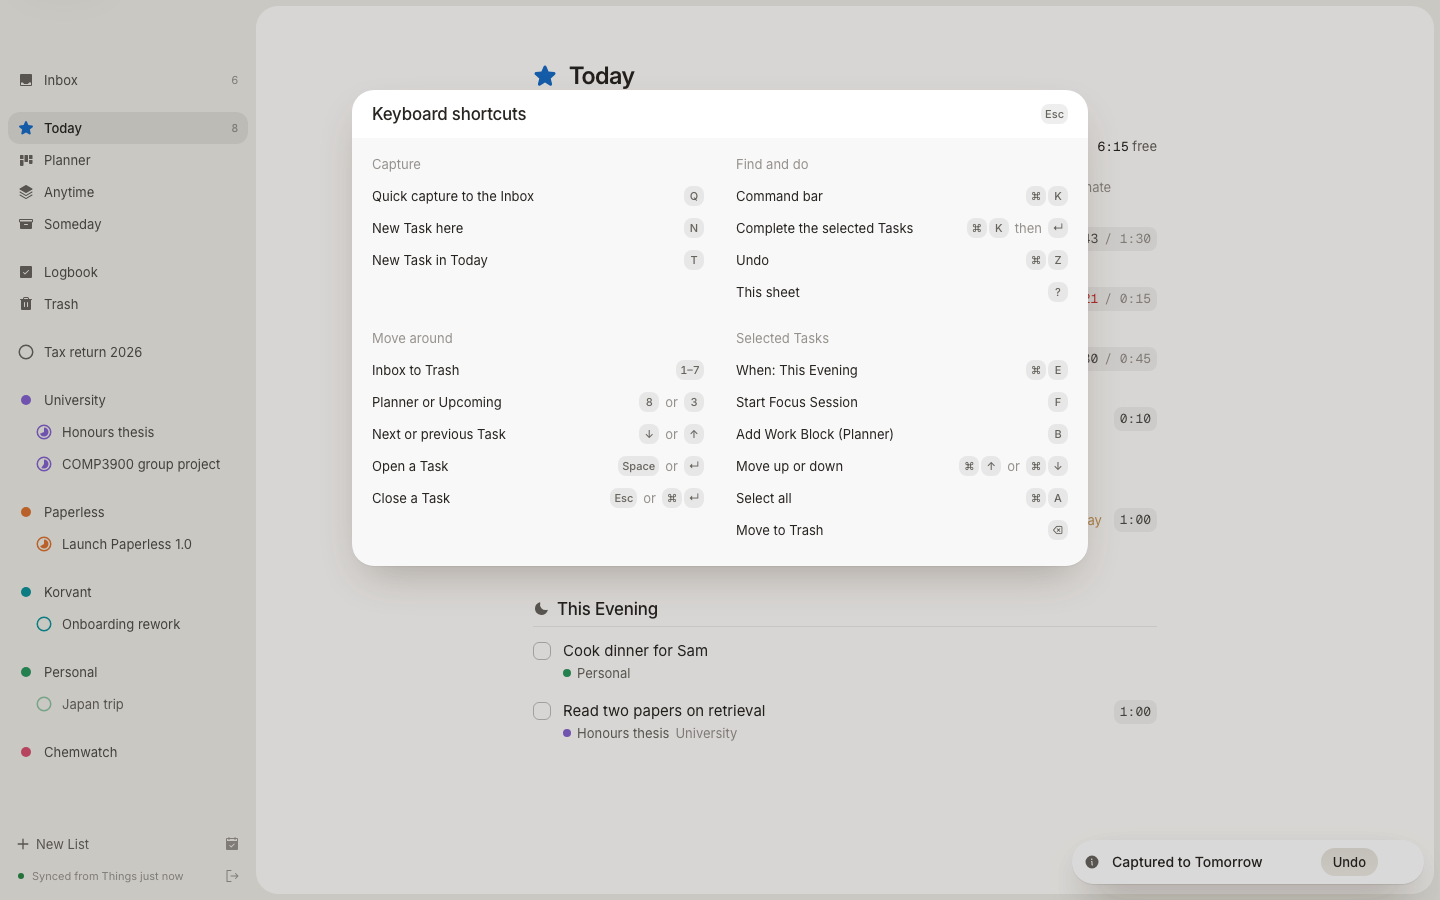 Inbox 6
Today 8
Planner
Anytime
Someday
Logbook
Trash
Tax return 2026
University
Honours thesis
COMP3900 group project
Paperless
Launch Paperless 1.0
Korvant
Onboarding rework
Personal
Japan trip
Chemwatch
New List
Synced from Things just now
Today
6:15 free
/ 1:30
/ 0:15
/ 0:45
0:10
1:00
Keyboard shortcuts Esc
Capture
Quick capture to the Inbox Q
New Task here N
New Task in Today T
Find and do
Command bar ⌘ K
Complete the selected Tasks ⌘ K then ↵
Undo ⌘ Z
This sheet ?
Move around
Inbox to Trash 1–7
Planner or Upcoming 8 or 3
Next or previous Task ↓ or ↑
Open a Task Space or ↵
Close a Task Esc or ⌘ ↵
Selected Tasks
When: This Evening ⌘ E
Start Focus Session F
Add Work Block (Planner) B
Move up or down ⌘ ↑ or ⌘ ↓
Select all ⌘ A
Move to Trash ⌫
This Evening
Cook dinner for Sam
Personal
Read two papers on retrieval 1:00
Honours thesis University
Captured to Tomorrow Undo